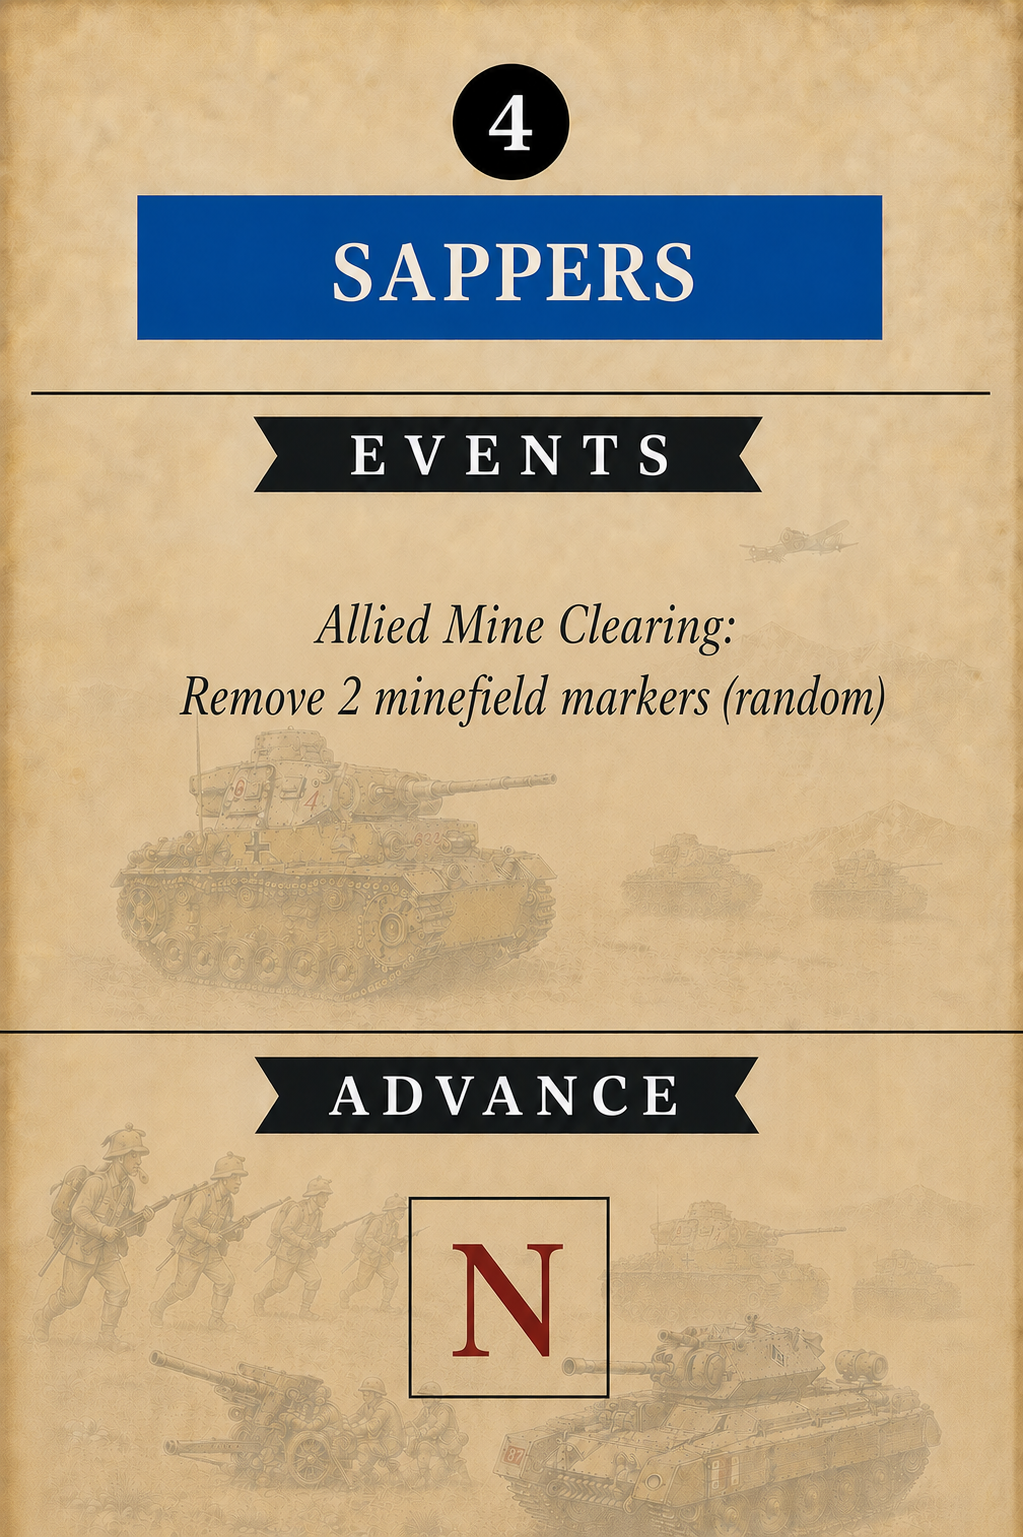 4
SAPPERS
EVENTS
Allied Mine Clearing:
Remove 2 minefield markers (random)
ADVANCE
N